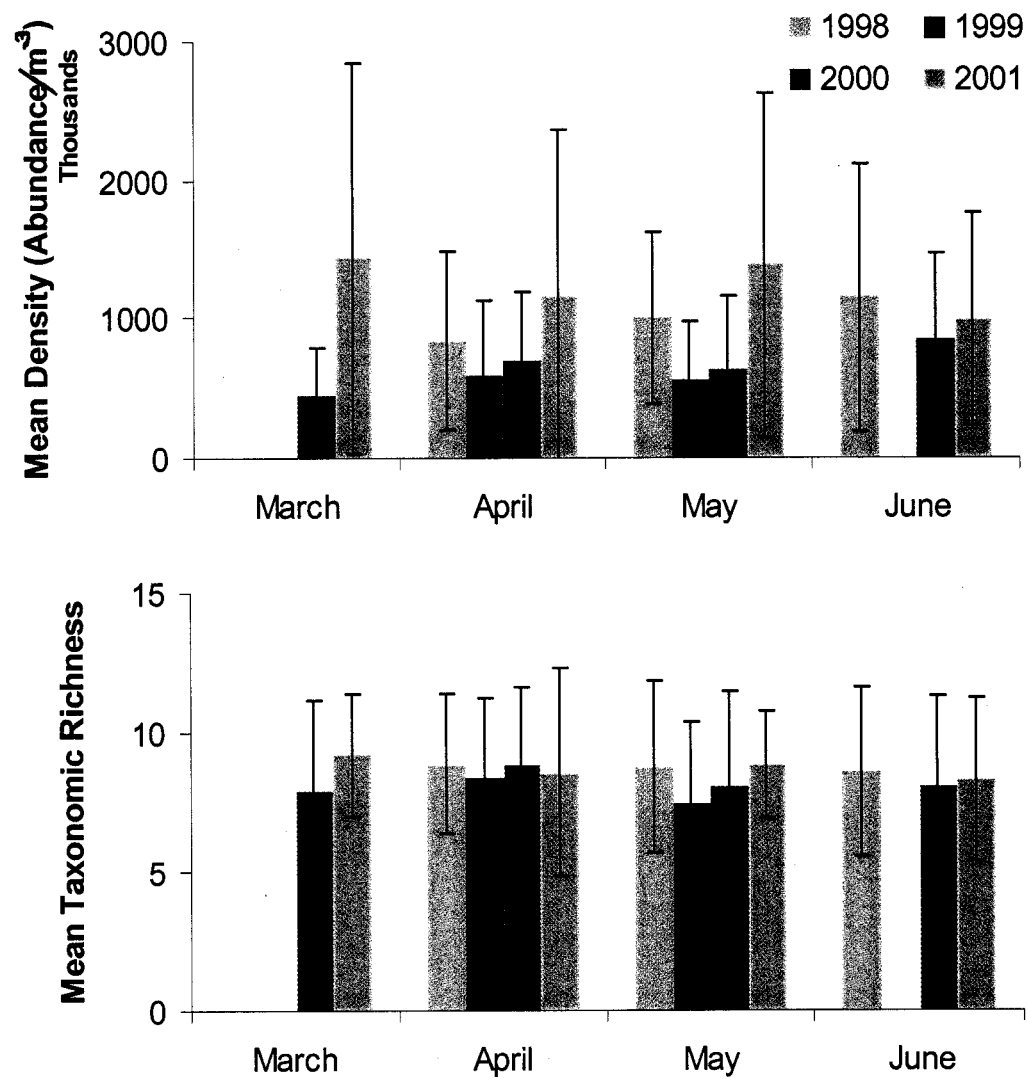 1998 1999
2000 2001
Mean Density (Abundance/m-3)
Thousands
3000
2000
1000
0
March April May June
Mean Taxonomic Richness
15
10
5
0
March April May June